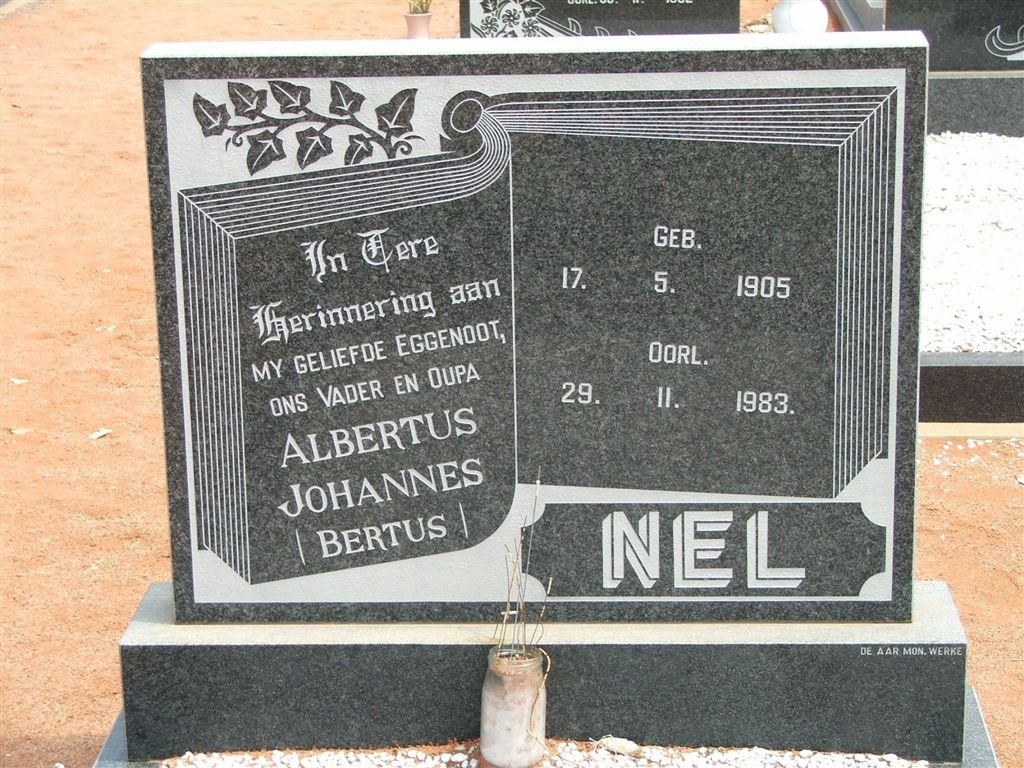 In Tere
Herinnering aan
MY GELIEFDE EGGENOOT,
ONS VADER EN OUPA
ALBERTUS
JOHANNES
| BERTUS |
GEB.
17. 5. 1905
OORL.
29. 11. 1983.
NEL
DE AAR MON. WERKE